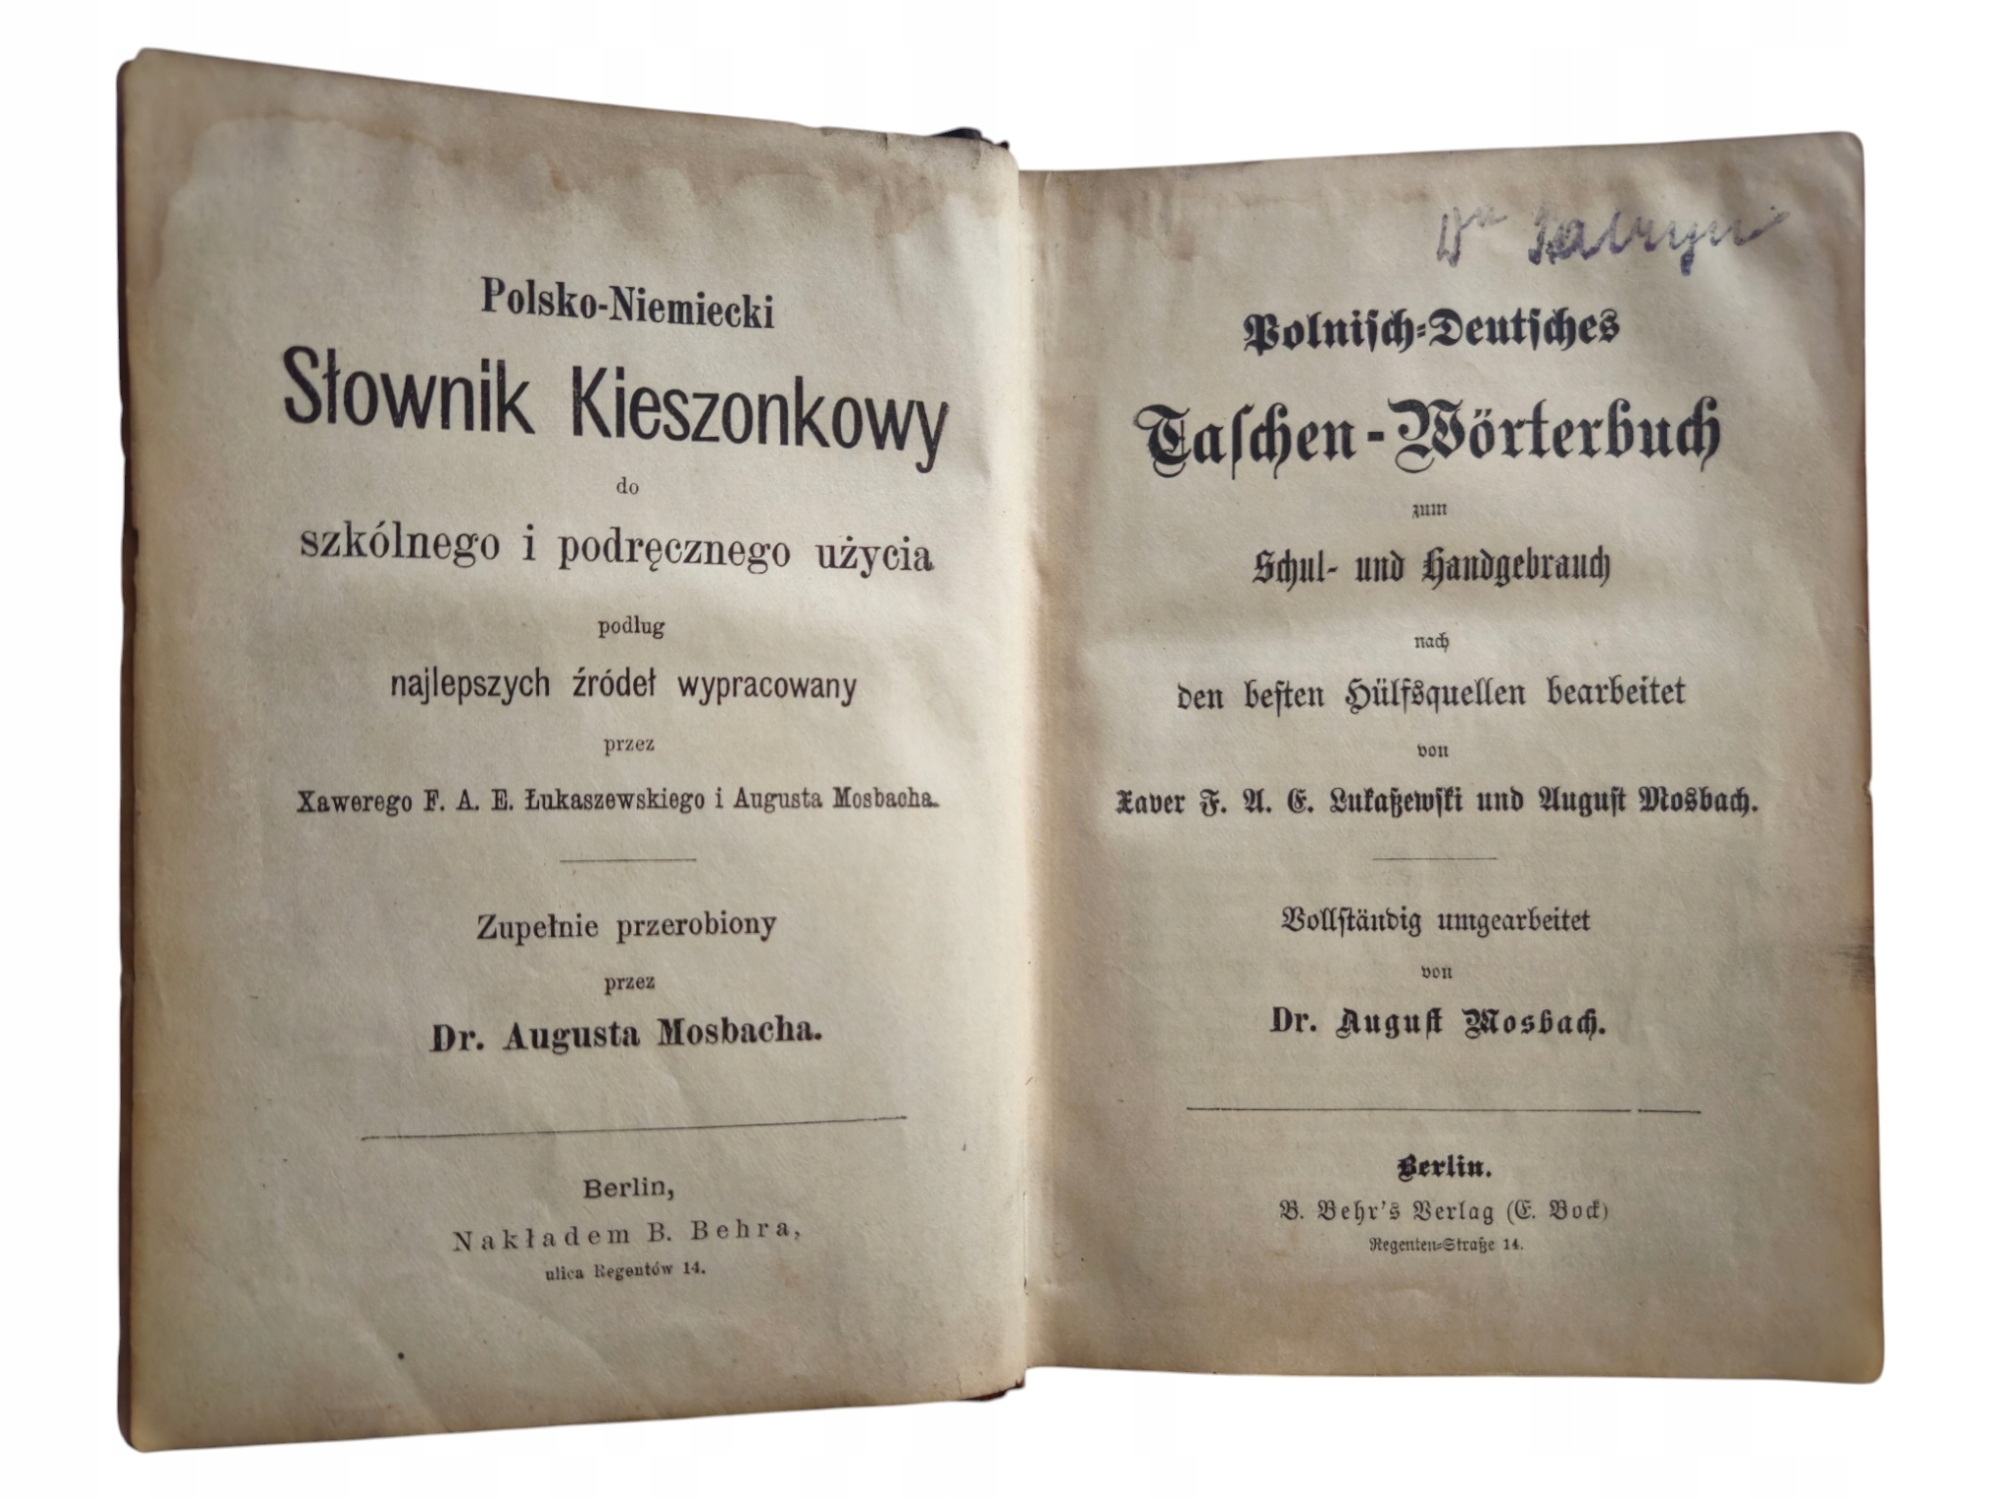 Polsko-Niemiecki
Słownik Kieszonkowy
do
szkólnego i podręcznego użycia
podług
najlepszych źródeł wypracowany
przez
Xawerego F. A. E. Łukaszewskiego i Augusta Mosbacha.
Zupełnie przerobiony
przez
Dr. Augusta Mosbacha.
Berlin,
Nakładem B. Behra,
ulica Regentów 14.
Polniſch-Deutſches
Taſchen-Wörterbuch
zum
Schul- und Handgebrauch
nach
den beſten Hülfsquellen bearbeitet
von
Xaver F. A. E. Lukaßewſki und Auguſt Mosbach.
Vollſtändig umgearbeitet
von
Dr. Auguſt Mosbach.
Berlin.
B. Behr's Verlag (E. Bock)
Regenten-Straße 14.